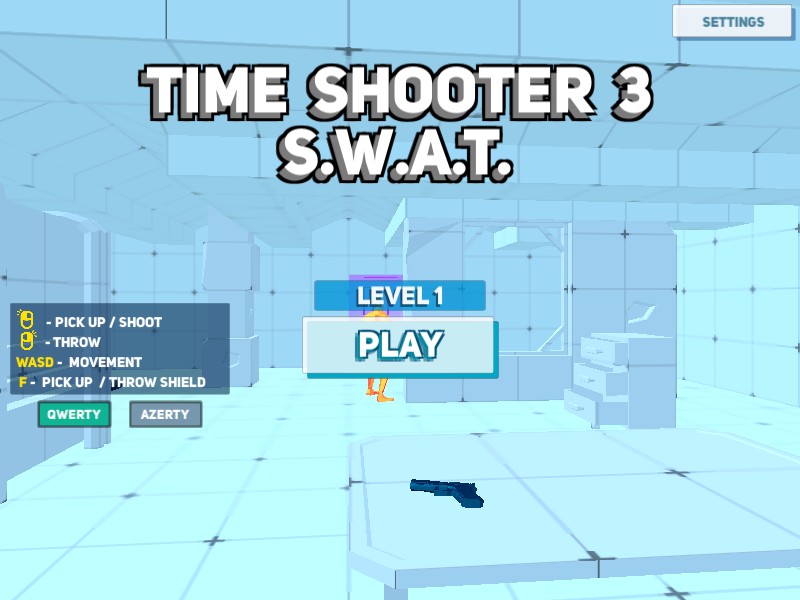 SETTINGS
TIME SHOOTER 3
S.W.A.T.
LEVEL 1
PLAY
- PICK UP / SHOOT
- THROW
WASD - MOVEMENT
F - PICK UP / THROW SHIELD
QWERTY
AZERTY